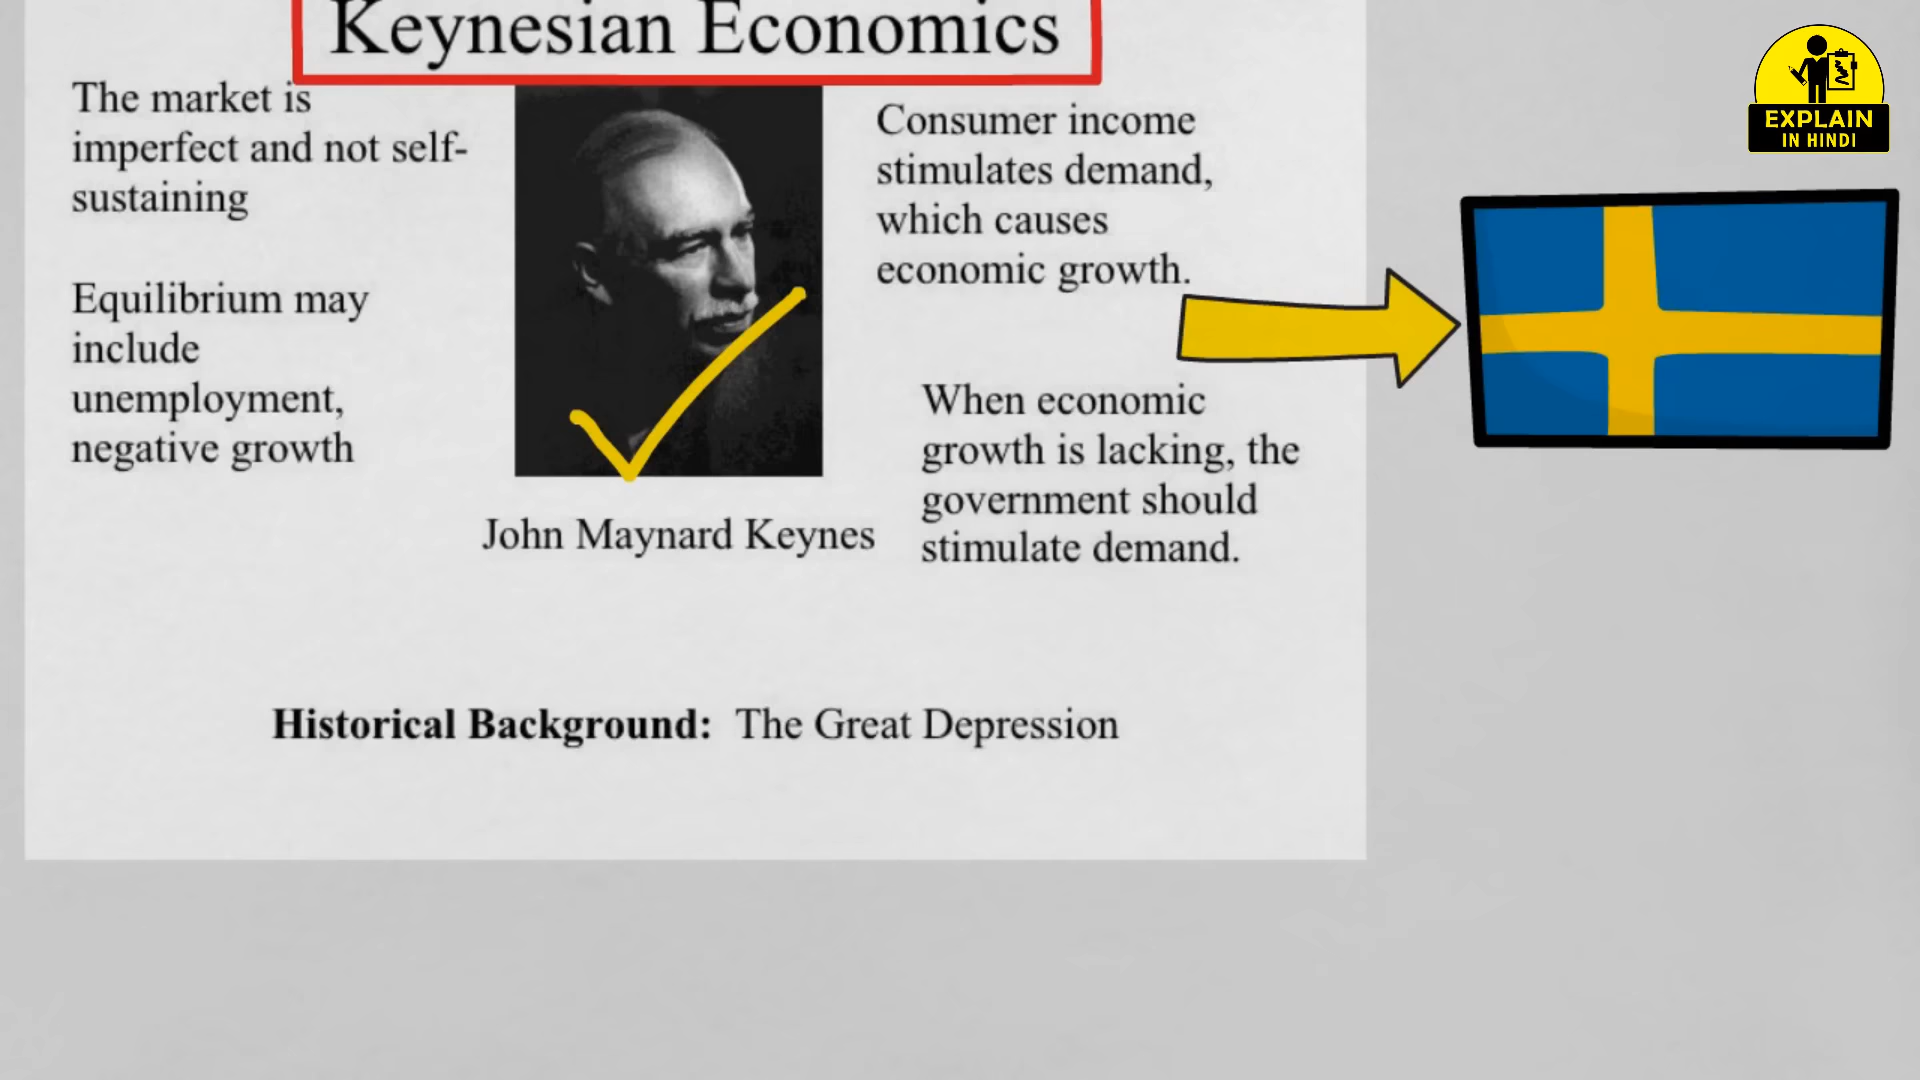 Keynesian Economics
The market is
imperfect and not self-
sustaining
Equilibrium may
include
unemployment,
negative growth
John Maynard Keynes
Consumer income
stimulates demand,
which causes
economic growth.
When economic
growth is lacking, the
government should
stimulate demand.
Historical Background: The Great Depression
EXPLAIN
IN HINDI